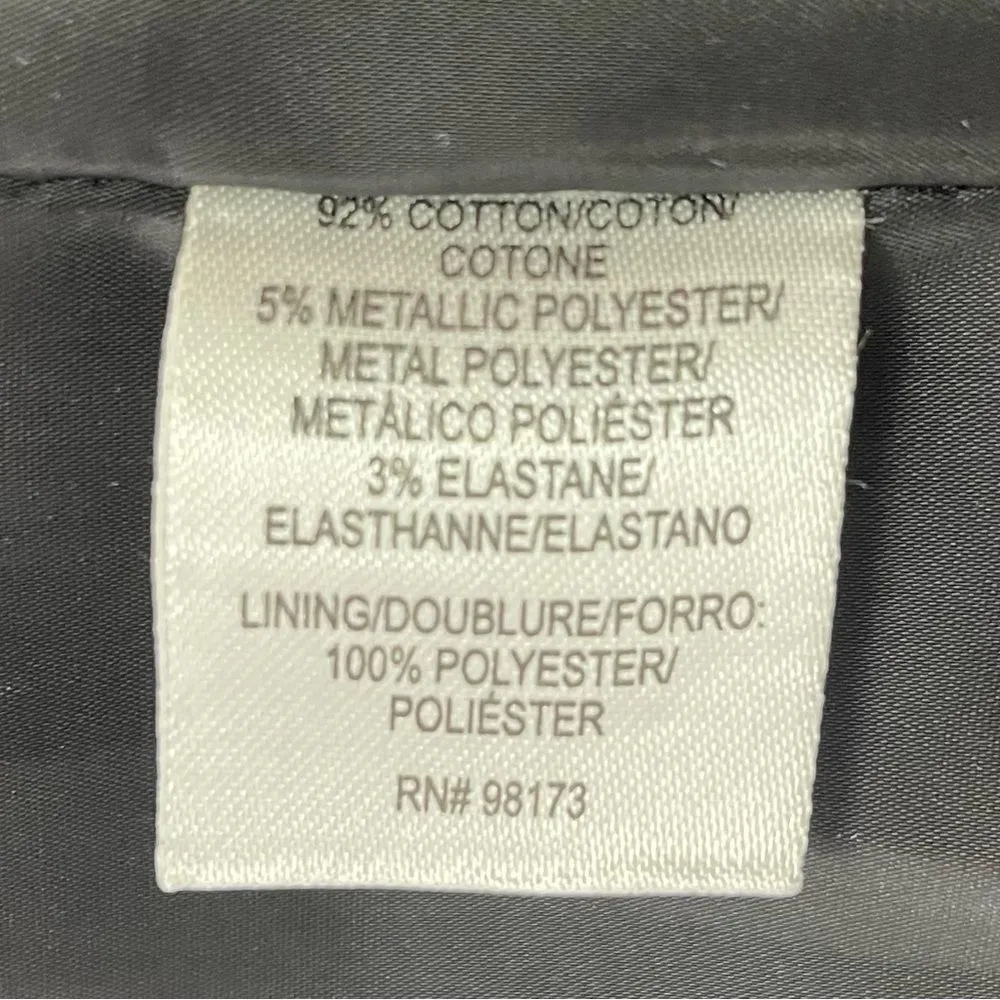 92% COTTON/COTON/
COTONE
5% METALLIC POLYESTER/
METAL POLYESTER/
METÁLICO POLIÉSTER
3% ELASTANE/
ELASTHANNE/ELASTANO
LINING/DOUBLURE/FORRO:
100% POLYESTER/
POLIÉSTER
RN# 98173